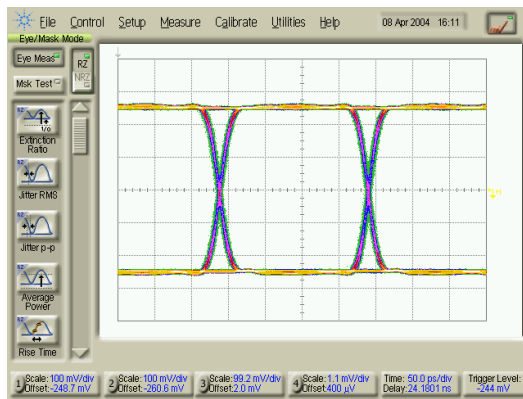 File Control Setup Measure Calibrate Utilities Help 08 Apr 2004 16:11
Eye/Mask Mode
Eye Meas
RZ
Msk Test
NRZ
Extinction Ratio
Jitter RMS
Jitter p-p
Average Power
Rise Time
1 Scale:100 mV/div Offset:-248.7 mV
2 Scale:100 mV/div Offset:-260.6 mV
3 Scale:99.2 mV/div Offset:2.0 mV
4 Scale:1.1 mV/div Offset:400 µV
Time: 50.0 ps/div Delay:24.1801 ns
Trigger Level: -244 mV